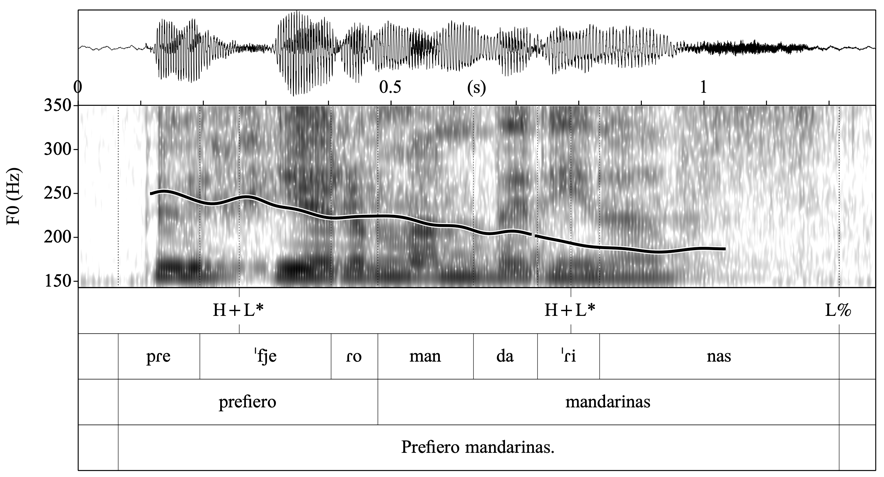 0 0.5 (s) 1
350
300
250
200
150
F0 (Hz)
H+L* H+L* L%
pɾe ˈfje ɾo man da ˈɾi nas
prefiero mandarinas
Prefiero mandarinas.